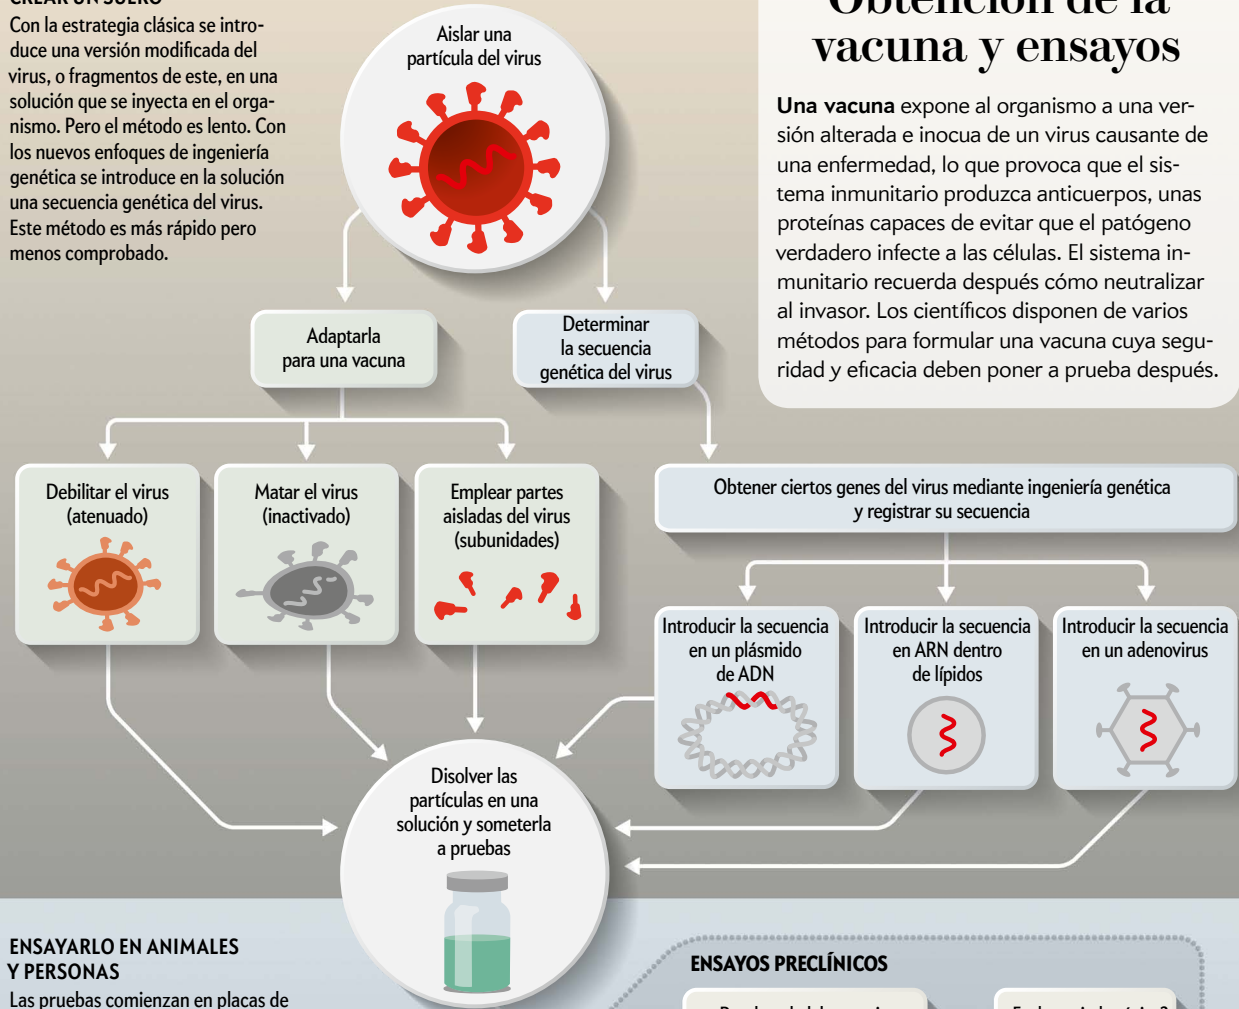 CREAR UN SUERO
Con la estrategia clásica se intro-
duce una versión modificada del
virus, o fragmentos de este, en una
solución que se inyecta en el orga-
nismo. Pero el método es lento. Con
los nuevos enfoques de ingeniería
genética se introduce en la solución
una secuencia genética del virus.
Este método es más rápido pero
menos comprobado.
Aislar una
partícula del virus
Obtención de la
vacuna y ensayos
Una vacuna expone al organismo a una ver-
sión alterada e inocua de un virus causante de
una enfermedad, lo que provoca que el sis-
tema inmunitario produzca anticuerpos, unas
proteínas capaces de evitar que el patógeno
verdadero infecte a las células. El sistema in-
munitario recuerda después cómo neutralizar
al invasor. Los científicos disponen de varios
métodos para formular una vacuna cuya segu-
ridad y eficacia deben poner a prueba después.
Adaptarla
para una vacuna
Determinar
la secuencia
genética del virus
Debilitar el virus
(atenuado)
Matar el virus
(inactivado)
Emplear partes
aisladas del virus
(subunidades)
Obtener ciertos genes del virus mediante ingeniería genética
y registrar su secuencia
Introducir la secuencia
en un plásmido
de ADN
Introducir la secuencia
en ARN dentro
de lípidos
Introducir la secuencia
en un adenovirus
Disolver las
partículas en una
solución y someterla
a pruebas
ENSAYARLO EN ANIMALES
Y PERSONAS
Las pruebas comienzan en placas de
ENSAYOS PRECLÍNICOS